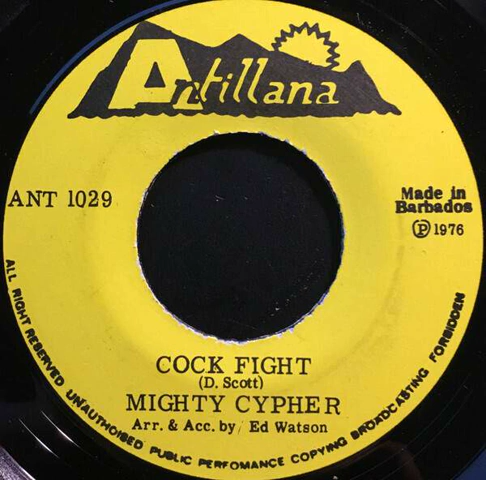 Antillana
ANT 1029
Made in
Barbados
Ⓟ 1976
COCK FIGHT
(D. Scott)
MIGHTY CYPHER
Arr. & Acc. by Ed Watson
ALL RIGHT RESERVED UNAUTHORISED PUBLIC PERFOMANCE COPYING BROADCASTING FORBIDDEN